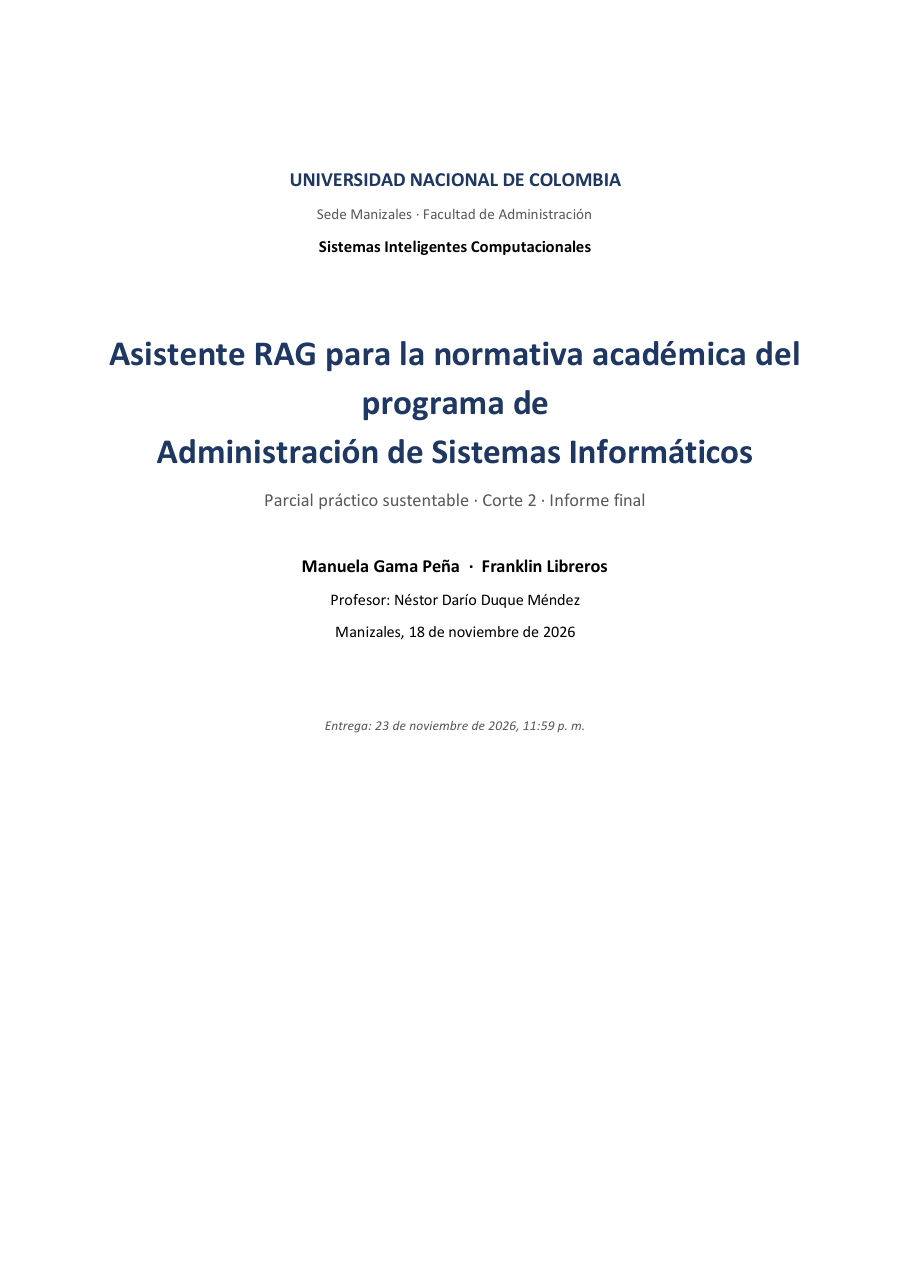 UNIVERSIDAD NACIONAL DE COLOMBIA
Sede Manizales · Facultad de Administración
Sistemas Inteligentes Computacionales
Asistente RAG para la normativa académica del
programa de
Administración de Sistemas Informáticos
Parcial práctico sustentable · Corte 2 · Informe final
Manuela Gama Peña · Franklin Libreros
Profesor: Néstor Darío Duque Méndez
Manizales, 18 de noviembre de 2026
Entrega: 23 de noviembre de 2026, 11:59 p. m.